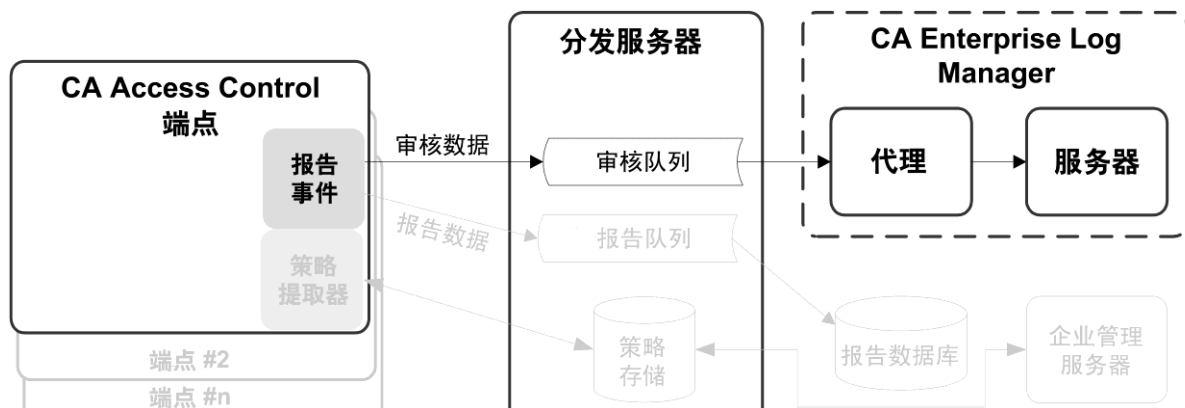 CA Access Control
端点
报告
事件
策略
提取器
端点 #2
端点 #n
审核数据
报告数据
分发服务器
审核队列
报告队列
策略
存储
CA Enterprise Log
Manager
代理
服务器
报告数据库
企业管理
服务器